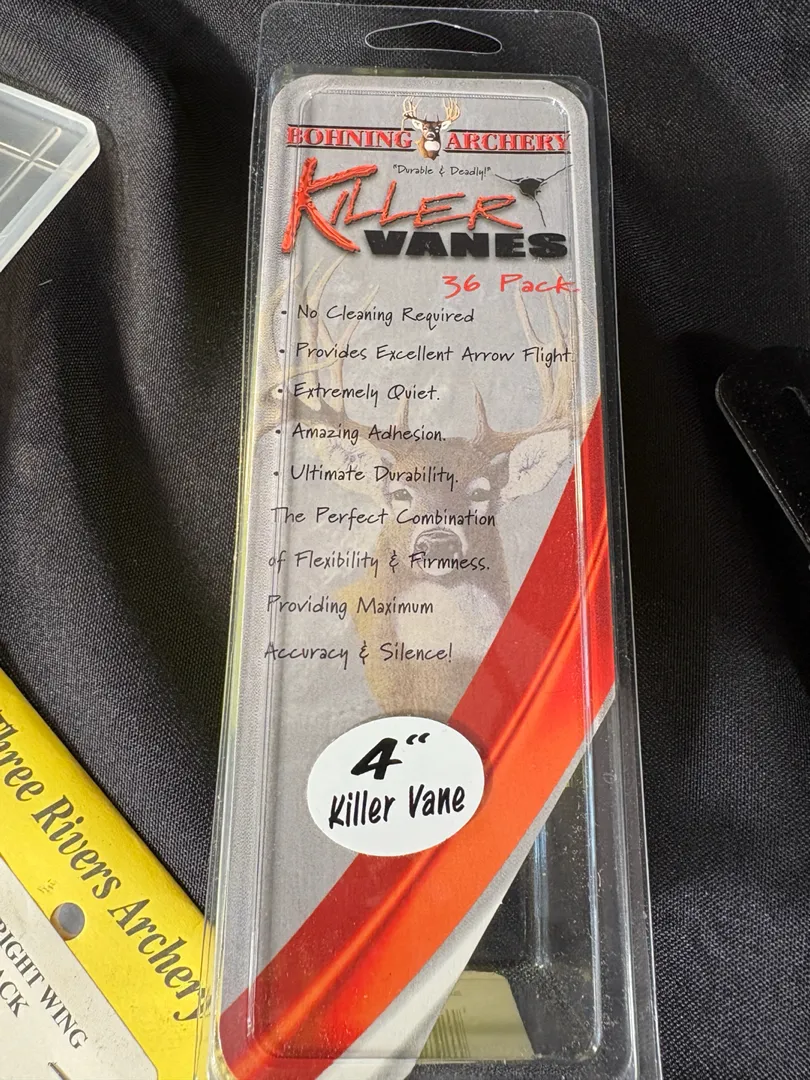 BOHNING ARCHERY
"Durable & Deadly!"
KILLER
VANES
36 Pack
• No Cleaning Required
• Provides Excellent Arrow Flight.
• Extremely Quiet.
• Amazing Adhesion.
• Ultimate Durability.
The Perfect Combination
of Flexibility & Firmness.
Providing Maximum
Accuracy & Silence!
4"
Killer Vane
Three Rivers Archery
RIGHT WING
ACK